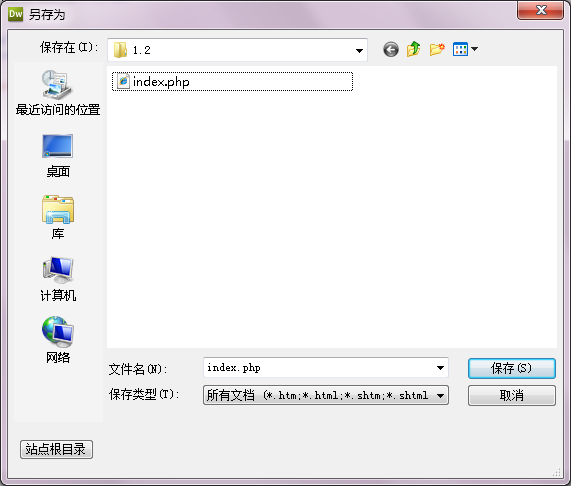 Dw 另存为
保存在(I):
1.2
index.php
最近访问的位置
桌面
库
计算机
网络
文件名(N):
index.php
保存(S)
保存类型(T):
所有文档 (*.htm;*.html;*.shtm;*.shtml
取消
站点根目录